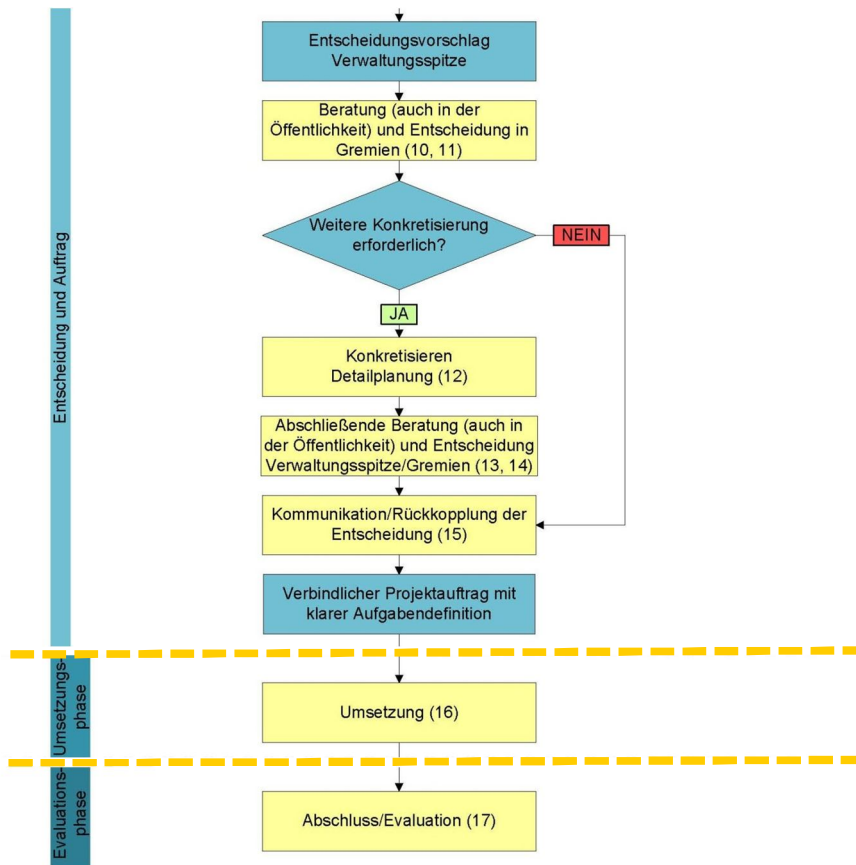 Entscheidungsvorschlag
Verwaltungsspitze
Beratung (auch in der
Öffentlichkeit) und Entscheidung in
Gremien (10, 11)
Weitere Konkretisierung
erforderlich?
NEIN
JA
Konkretisieren
Detailplanung (12)
Abschließende Beratung (auch in
der Öffentlichkeit) und Entscheidung
Verwaltungsspitze/Gremien (13, 14)
Kommunikation/Rückkopplung der
Entscheidung (15)
Verbindlicher Projektauftrag mit
klarer Aufgabendefinition
Entscheidung und Auftrag
Umsetzung (16)
Umsetzungs-
phase
Abschluss/Evaluation (17)
Evaluations-
phase